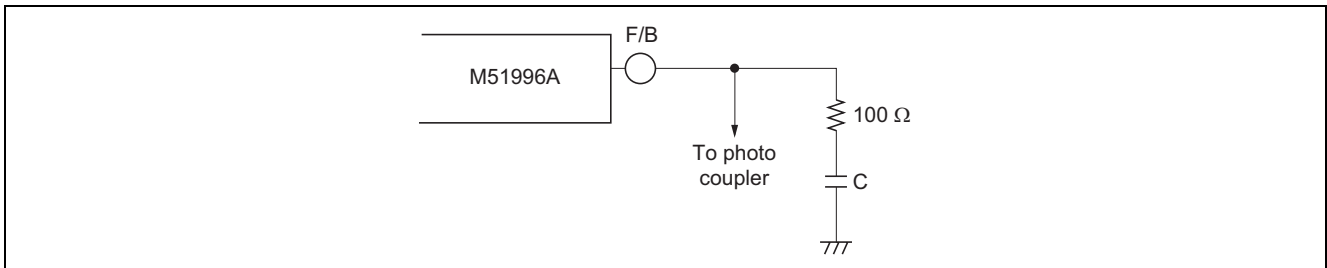 F/B
M51996A
100 Ω
To photo
coupler
C